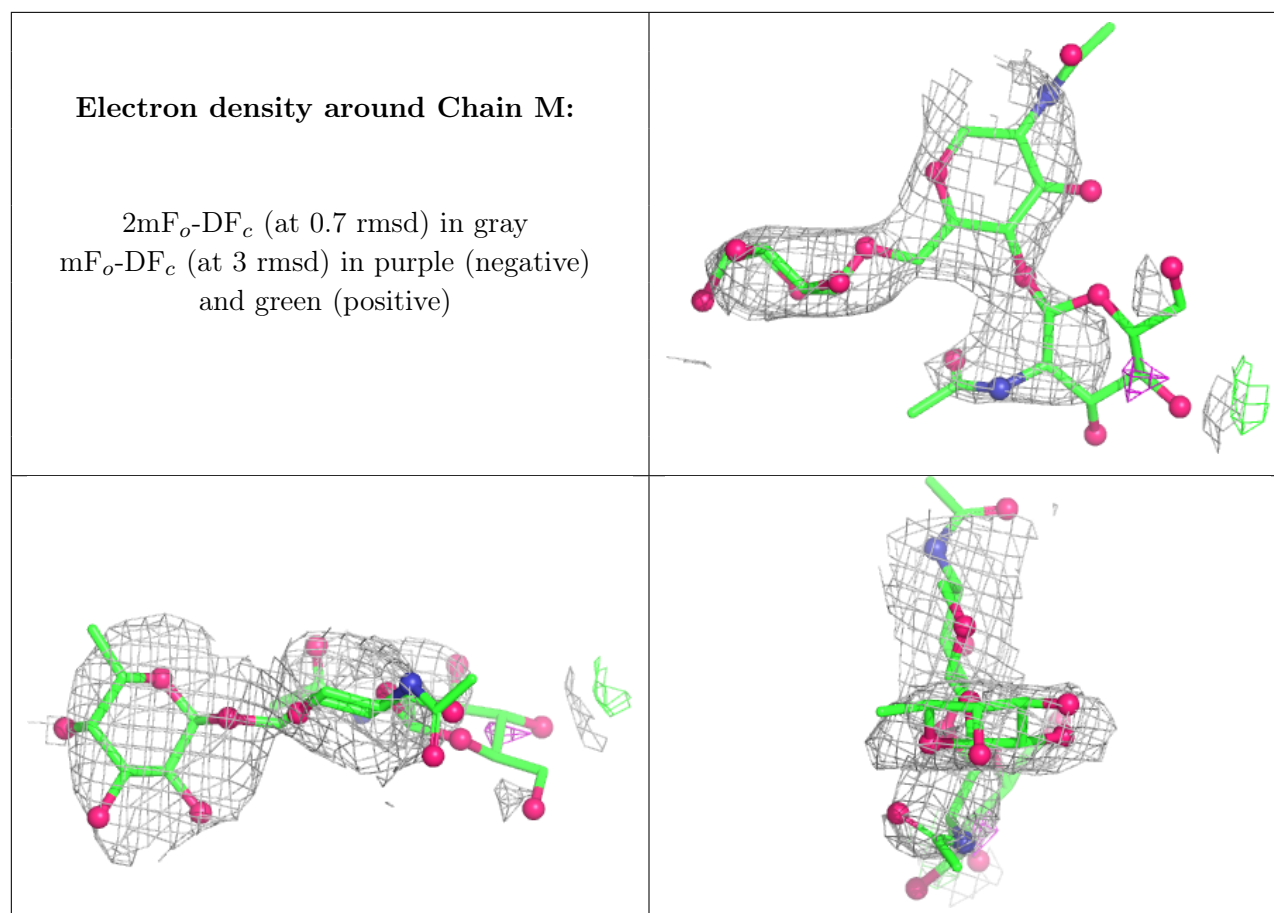 Electron density around Chain M:
2mFo-DFc (at 0.7 rmsd) in gray
mFo-DFc (at 3 rmsd) in purple (negative)
and green (positive)